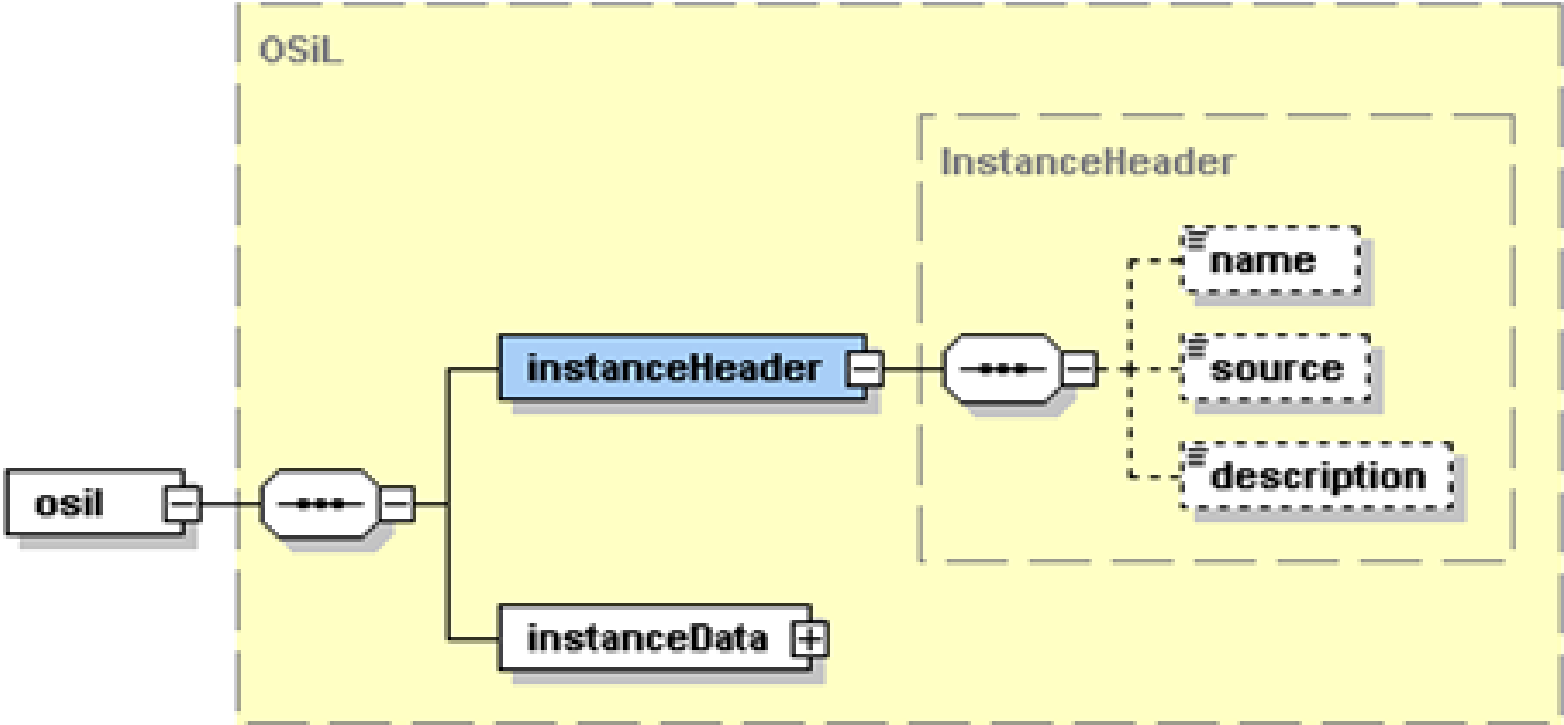 OSiL
InstanceHeader
name
instanceHeader
source
description
osil
instanceData